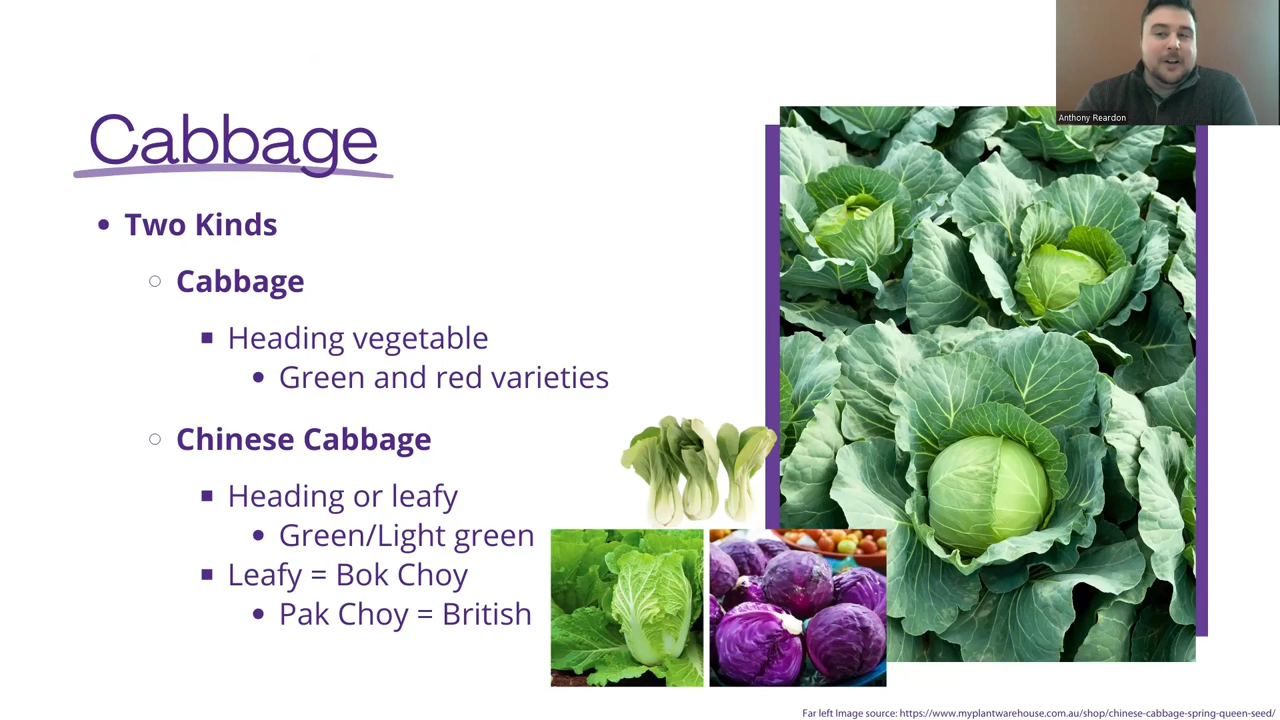 Anthony Reardon
Cabbage
Two Kinds
Cabbage
Heading vegetable
Green and red varieties
Chinese Cabbage
Heading or leafy
Green/Light green
Leafy = Bok Choy
Pak Choy = British
Far left Image source: https://www.myplantwarehouse.com.au/shop/chinese-cabbage-spring-queen-seed/